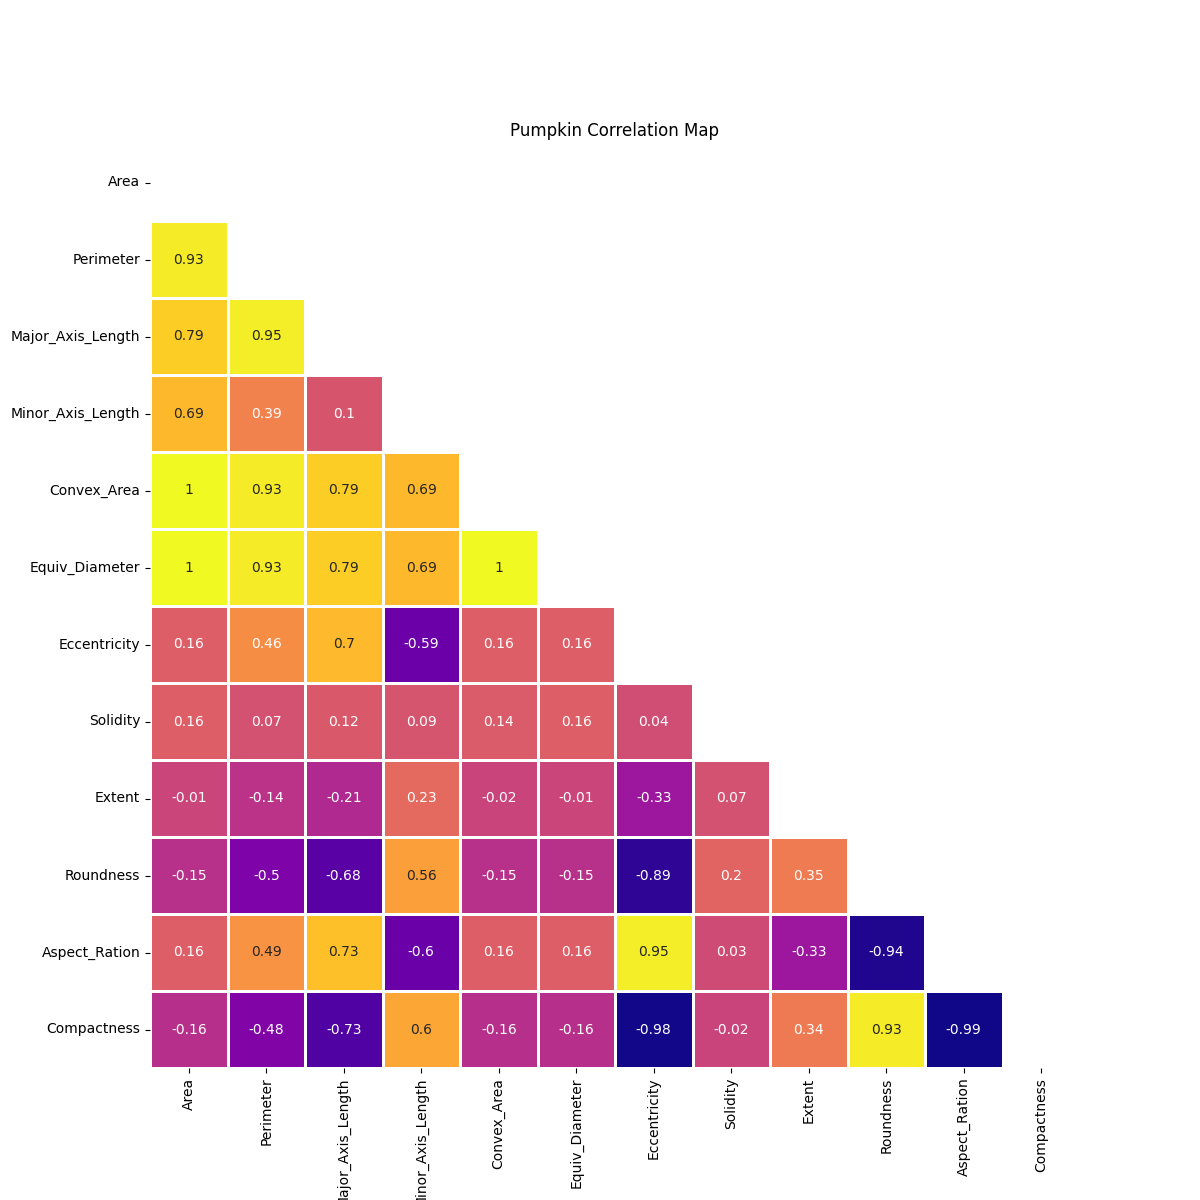 Pumpkin Correlation Map
Area
Perimeter 0.93
Major_Axis_Length 0.79 0.95
Minor_Axis_Length 0.69 0.39 0.1
Convex_Area 1 0.93 0.79 0.69
Equiv_Diameter 1 0.93 0.79 0.69 1
Eccentricity 0.16 0.46 0.7 -0.59 0.16 0.16
Solidity 0.16 0.07 0.12 0.09 0.14 0.16 0.04
Extent -0.01 -0.14 -0.21 0.23 -0.02 -0.01 -0.33 0.07
Roundness -0.15 -0.5 -0.68 0.56 -0.15 -0.15 -0.89 0.2 0.35
Aspect_Ration 0.16 0.49 0.73 -0.6 0.16 0.16 0.95 0.03 -0.33 -0.94
Compactness -0.16 -0.48 -0.73 0.6 -0.16 -0.16 -0.98 -0.02 0.34 0.93 -0.99
Area
Perimeter
ajor_Axis_Length
inor_Axis_Length
Convex_Area
Equiv_Diameter
Eccentricity
Solidity
Extent
Roundness
Aspect_Ration
Compactness